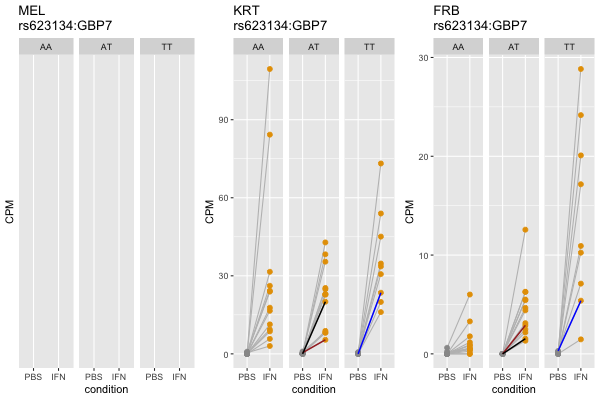 MEL
rs623134:GBP7
AA AT TT
CPM
PBS IFN PBS IFN PBS IFN
condition
KRT
rs623134:GBP7
AA AT TT
CPM
90
60
30
0
PBS IFN PBS IFN PBS IFN
condition
FRB
rs623134:GBP7
AA AT TT
CPM
30
20
10
0
PBS IFN PBS IFN PBS IFN
condition